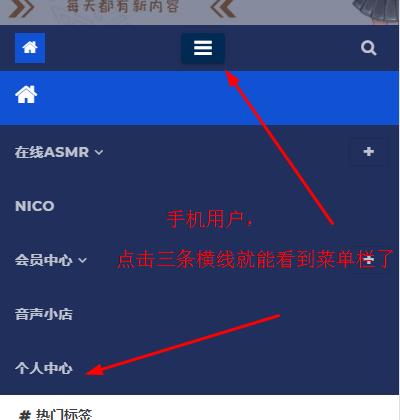 每天都有新内容
在线ASMR
NICO
手机用户，
会员中心
点击三条横线就能看到菜单栏了
音声小店
个人中心
# 热门标签